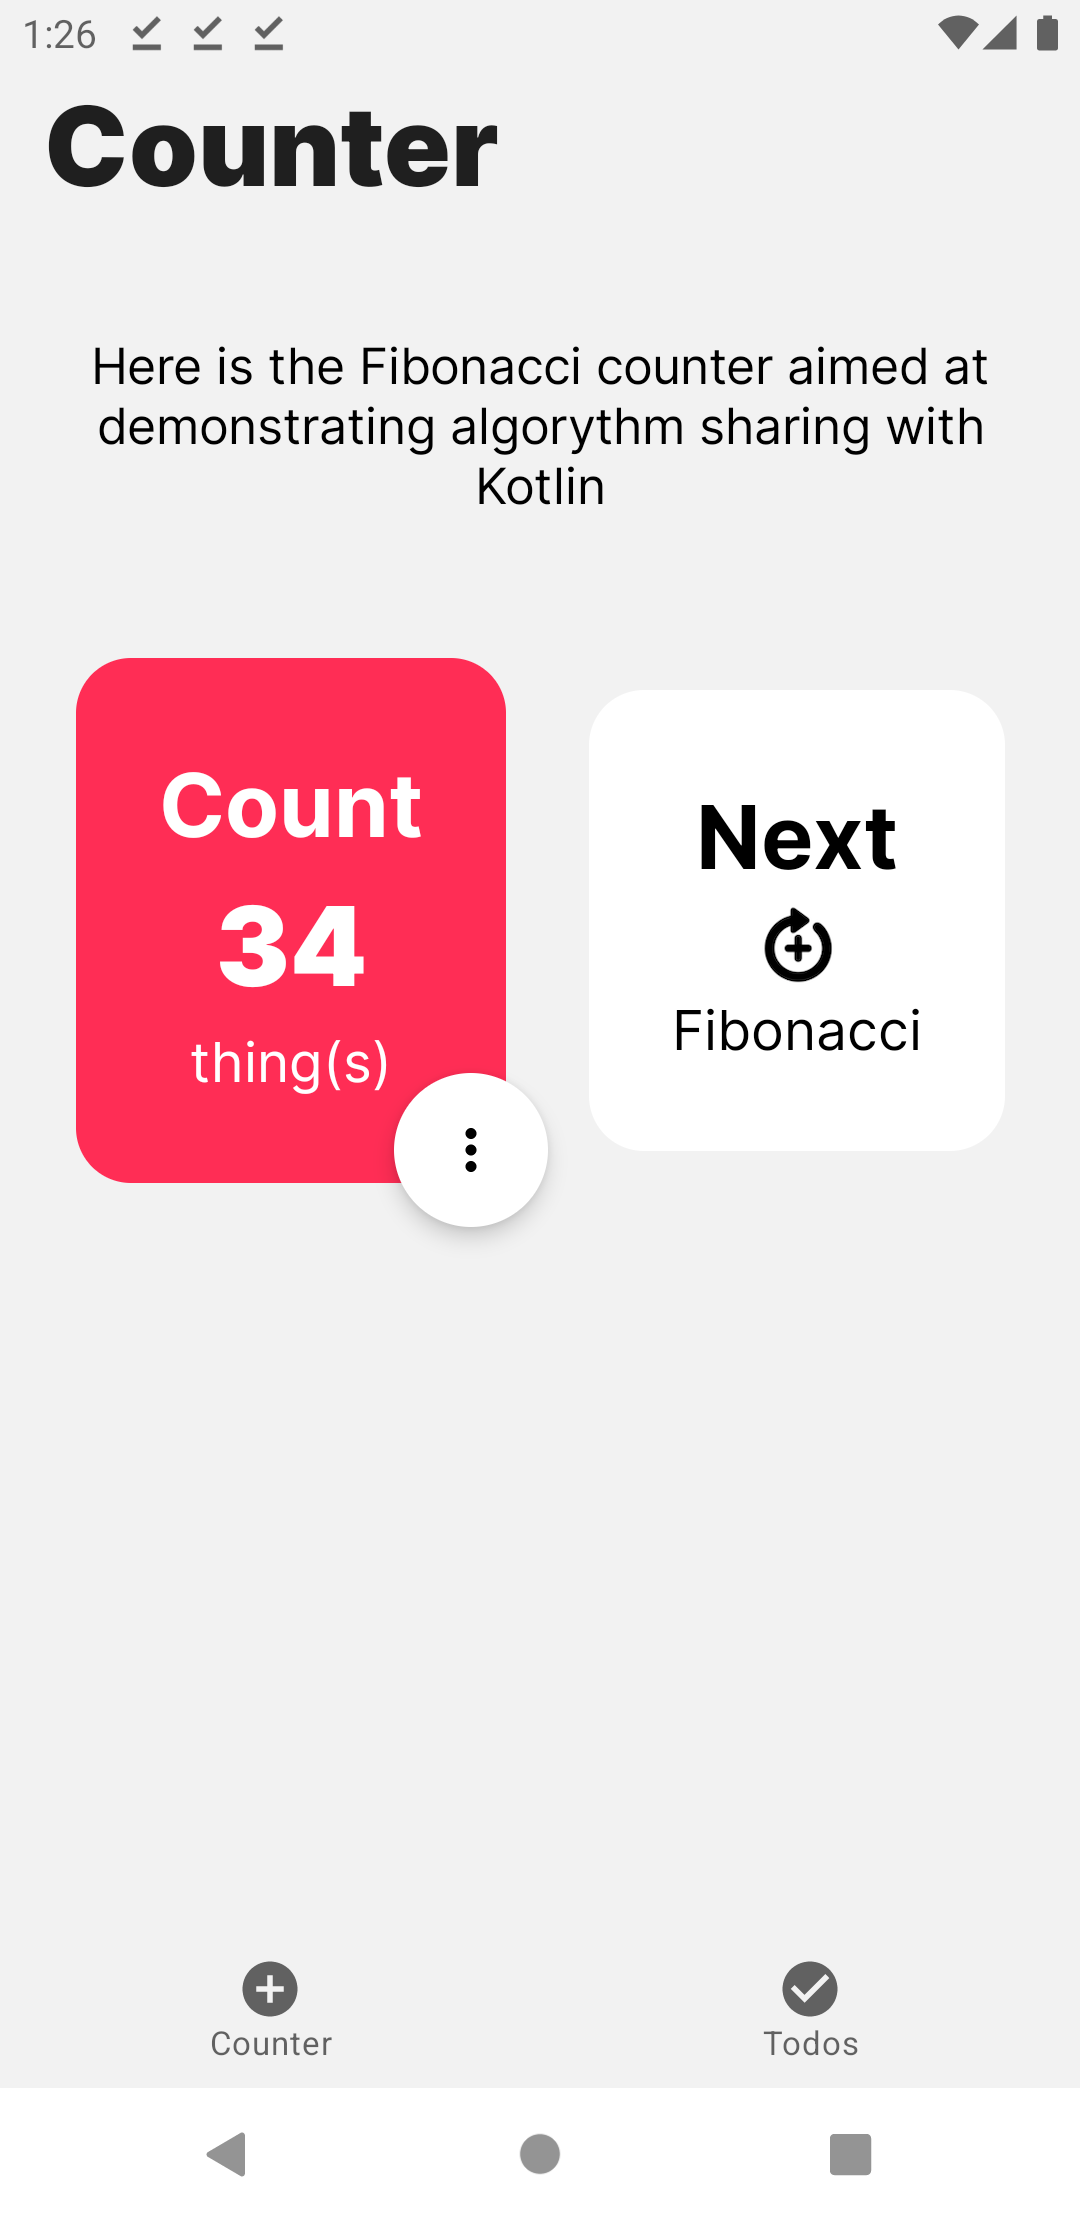 1:26
Counter
Here is the Fibonacci counter aimed at
demonstrating algorythm sharing with
Kotlin
Count
34
thing(s)
Next
Fibonacci
Counter
Todos